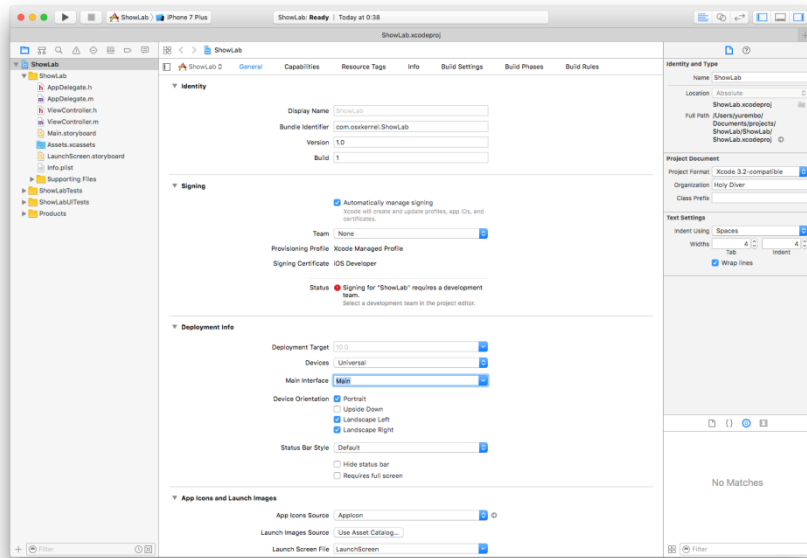 ShowLab
iPhone 7 Plus
ShowLab: Ready | Today at 0:38
ShowLab.xcodeproj
ShowLab
ShowLab
ShowLab
AppDelegate.h
AppDelegate.m
ViewController.h
ViewController.m
Main.storyboard
Assets.xcassets
LaunchScreen.storyboard
Info.plist
Supporting Files
ShowLabTests
ShowLabUITests
Products
Filter
ShowLab
General
Capabilities
Resource Tags
Info
Build Settings
Build Phases
Build Rules
Identity
Display Name ShowLab
Bundle Identifier com.osxkernel.ShowLab
Version 1.0
Build 1
Signing
Automatically manage signing
Xcode will create and update profiles, app IDs, and
certificates.
Team None
Provisioning Profile Xcode Managed Profile
Signing Certificate iOS Developer
Status Signing for "ShowLab" requires a development
team.
Select a development team in the project editor.
Deployment Info
Deployment Target 10.0
Devices Universal
Main Interface Main
Device Orientation Portrait
Upside Down
Landscape Left
Landscape Right
Status Bar Style Default
Hide status bar
Requires full screen
App Icons and Launch Images
App Icons Source AppIcon
Launch Images Source Use Asset Catalog...
Launch Screen File LaunchScreen
Identity and Type
Name ShowLab
Location Absolute
ShowLab.xcodeproj
Full Path /Users/yurembo/
Documents/projects/
ShowLab/ShowLab/
ShowLab.xcodeproj
Project Document
Project Format Xcode 3.2-compatible
Organization Holy Diver
Class Prefix
Text Settings
Indent Using Spaces
Widths 4 4
Tab Indent
Wrap lines
No Matches
Filter